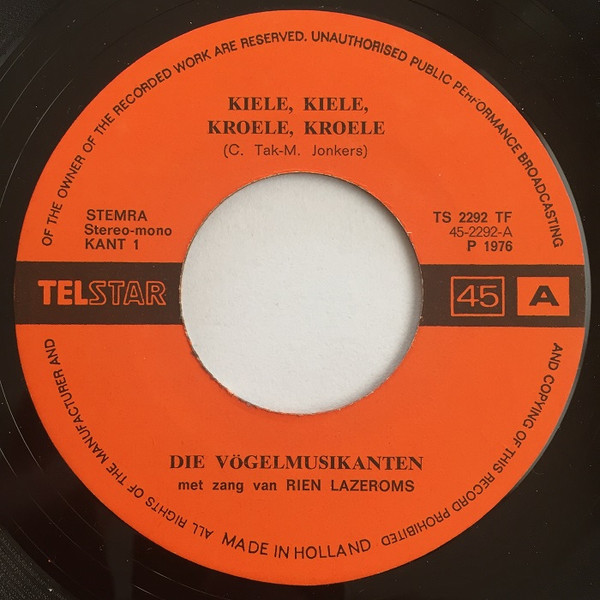 ALL RIGHTS OF THE MANUFACTURER AND OF THE OWNER OF THE RECORDED WORK ARE RESERVED. UNAUTHORISED PUBLIC PERFORMANCE BROADCASTING AND COPYING OF THIS RECORD PROHIBITED
KIELE, KIELE,
KROELE, KROELE
(C. Tak-M. Jonkers)
STEMRA
Stereo-mono
KANT 1
TS 2292 TF
45-2292-A
P 1976
TELSTAR
45
A
DIE VÖGELMUSIKANTEN
met zang van RIEN LAZEROMS
MADE IN HOLLAND